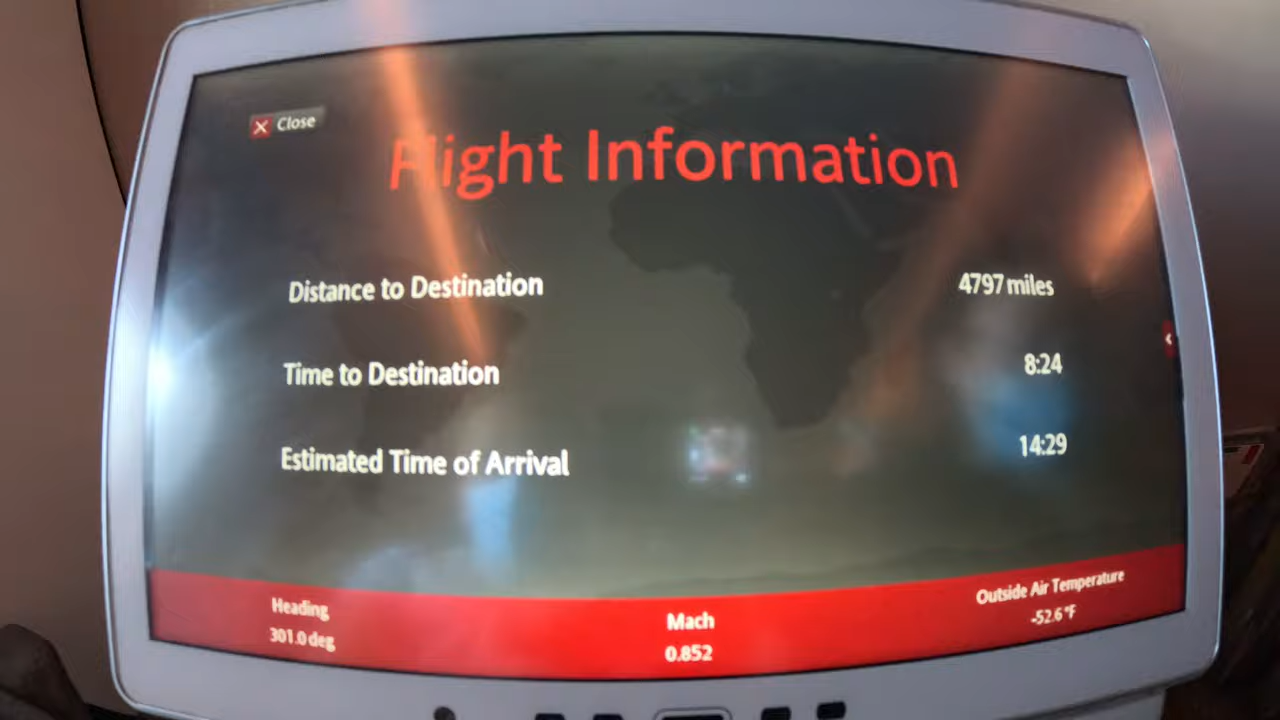 Close
Flight Information
Distance to Destination 4797 miles
Time to Destination 8:24
Estimated Time of Arrival 14:29
Heading Mach Outside Air Temperature
301.0 deg 0.852 -52.6 °F